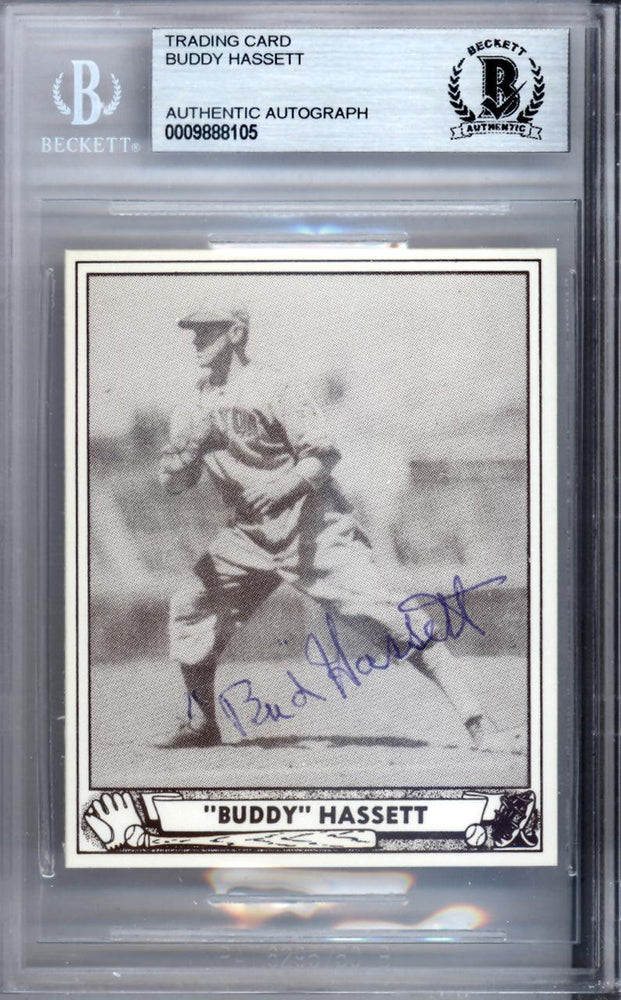 TRADING CARD
BUDDY HASSETT
AUTHENTIC AUTOGRAPH
0009888105
BECKETT®
BECKETT
B
AUTHENTIC
"Bud" Hassett
"BUDDY" HASSETT